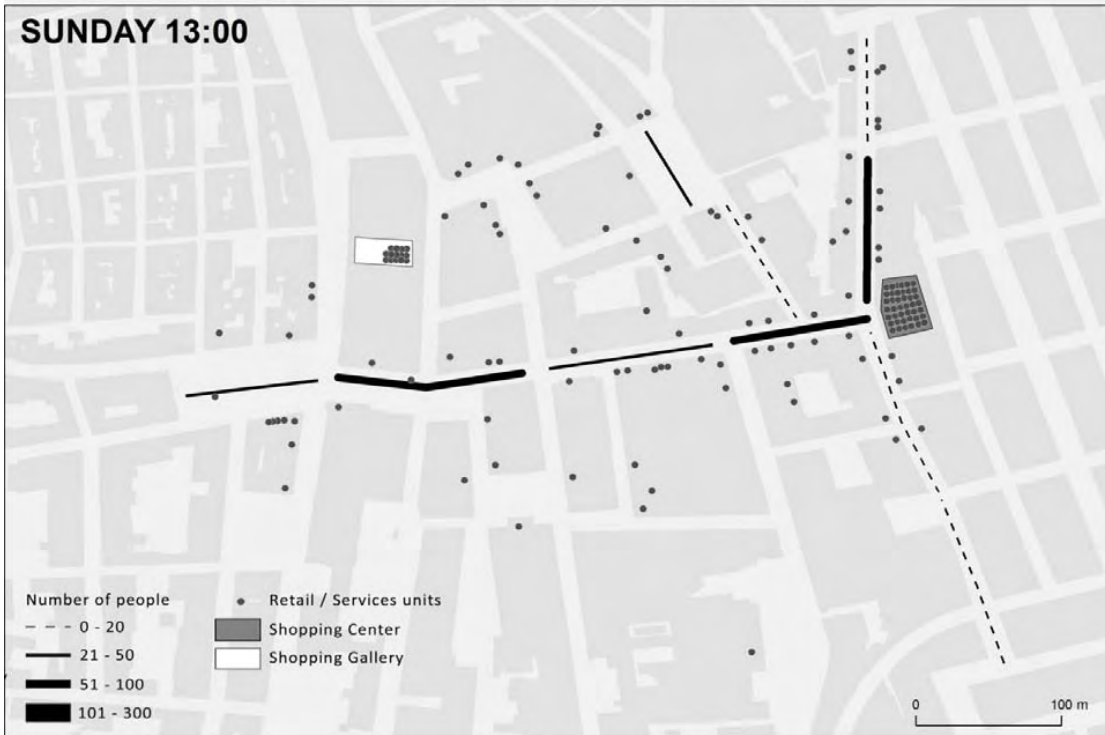 SUNDAY 13:00
Number of people
0 - 20
21 - 50
51 - 100
101 - 300
Retail / Services units
Shopping Center
Shopping Gallery
0 100 m